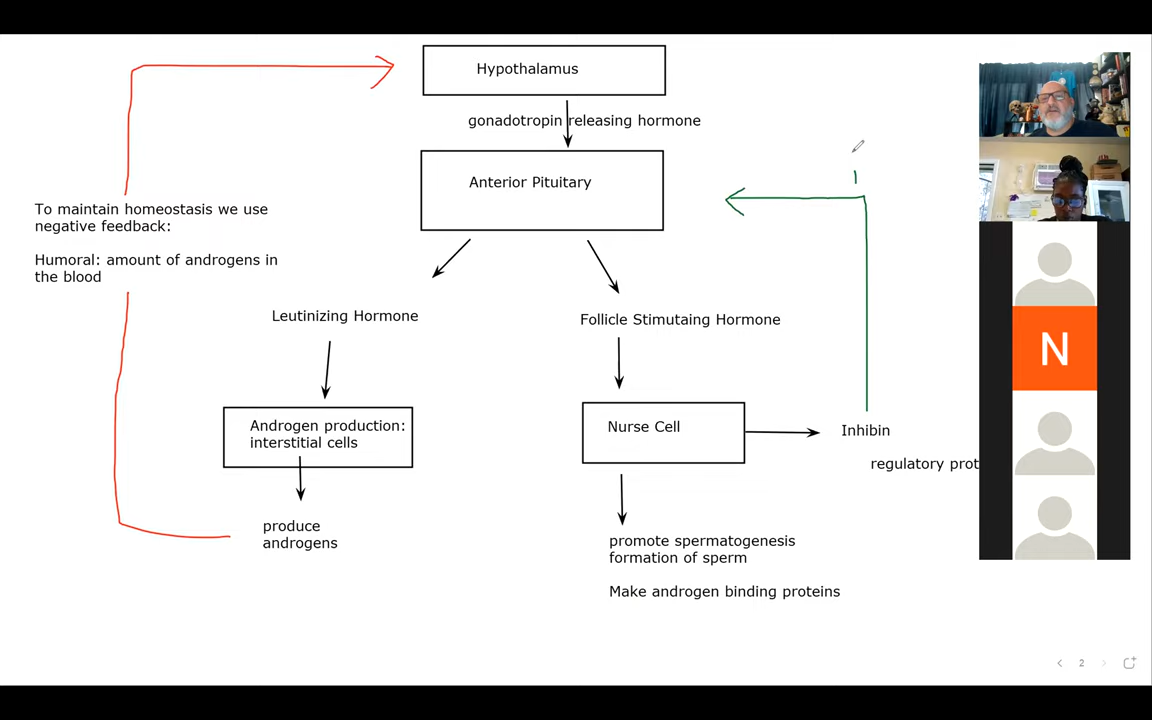 Hypothalamus
gonadotropin releasing hormone
Anterior Pituitary
To maintain homeostasis we use
negative feedback:
Humoral: amount of androgens in
the blood
Leutinizing Hormone
Follicle Stimutaing Hormone
Androgen production:
interstitial cells
Nurse Cell
Inhibin
regulatory prot
produce
androgens
promote spermatogenesis
formation of sperm
Make androgen binding proteins
N
2